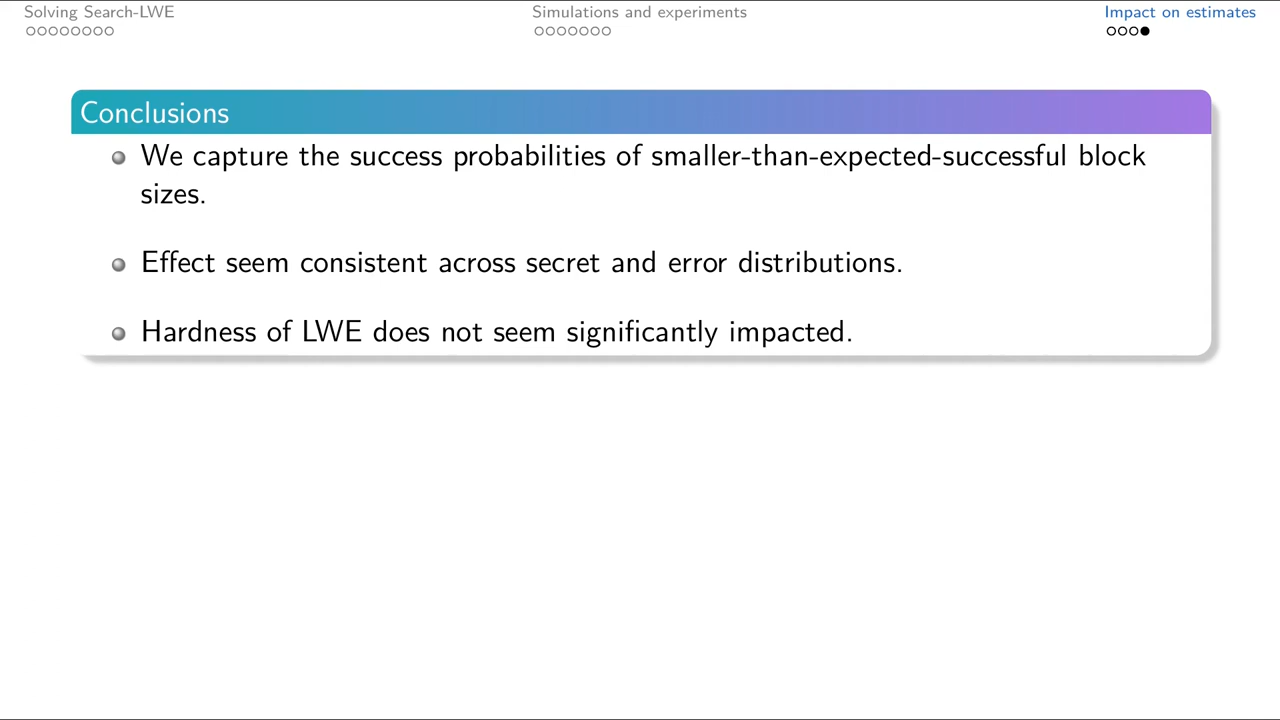 Solving Search-LWE
Simulations and experiments
Impact on estimates
Conclusions
We capture the success probabilities of smaller-than-expected-successful block
sizes.
Effect seem consistent across secret and error distributions.
Hardness of LWE does not seem significantly impacted.